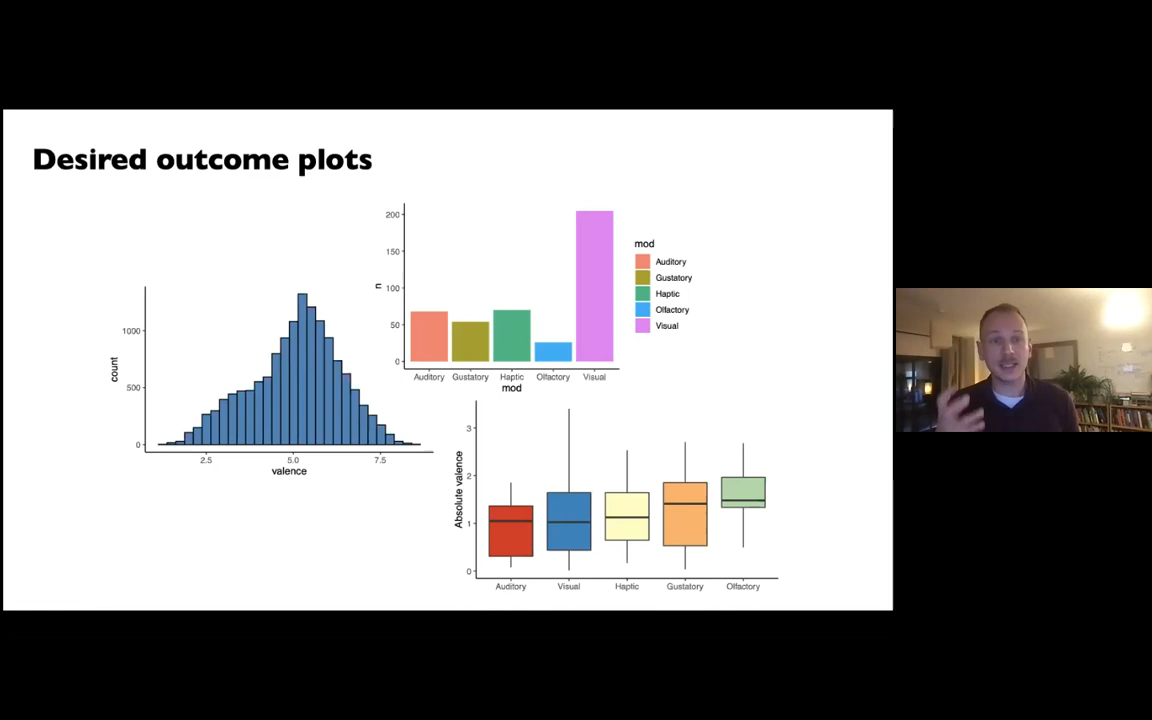 Desired outcome plots
1000
500
0
count
2.5 5.0 7.5
valence
200
150
100
50
0
n
Auditory Gustatory Haptic Olfactory Visual
mod
mod
Auditory
Gustatory
Haptic
Olfactory
Visual
3
2
1
0
Absolute valence
Auditory Visual Haptic Gustatory Olfactory